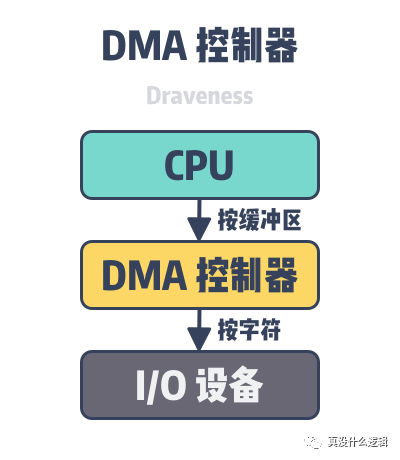 DMA 控制器
Draveness
CPU
按缓冲区
DMA 控制器
按字符
I/O 设备
真没什么逻辑